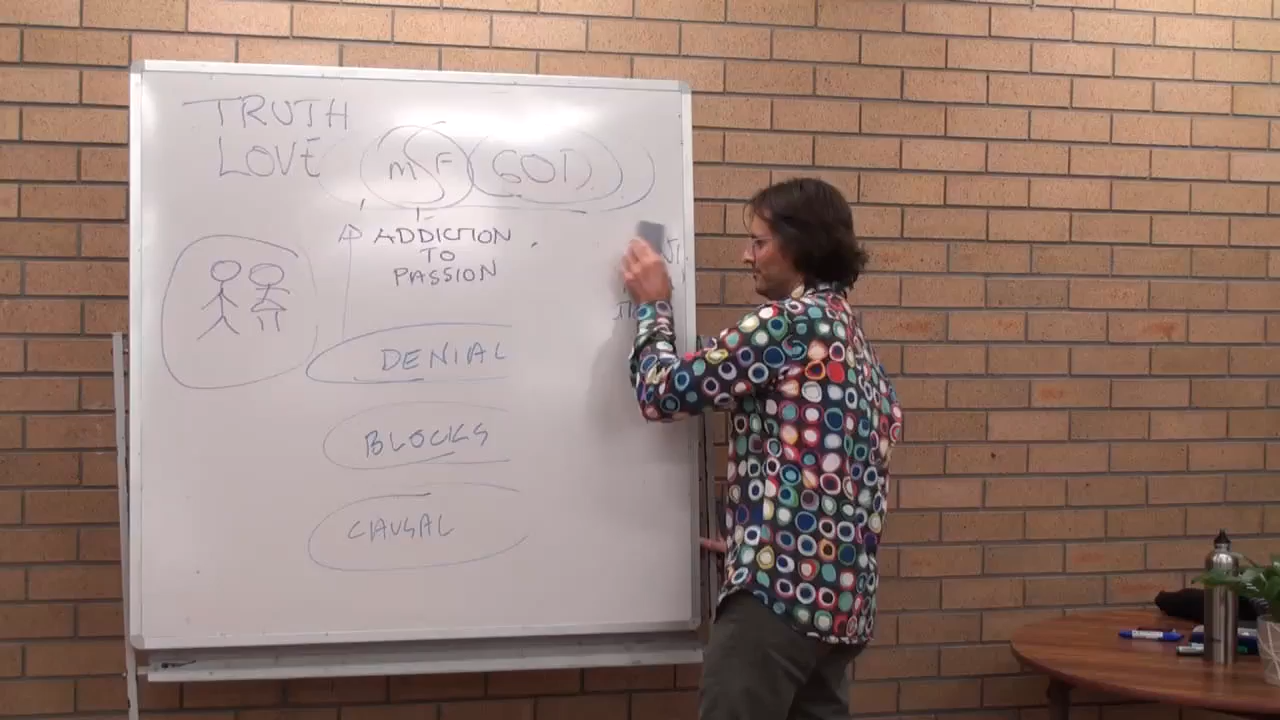 TRUTH
LOVE
M F GOD
ADDICTION
TO
PASSION
DENIAL
BLOCKS
CAUSAL